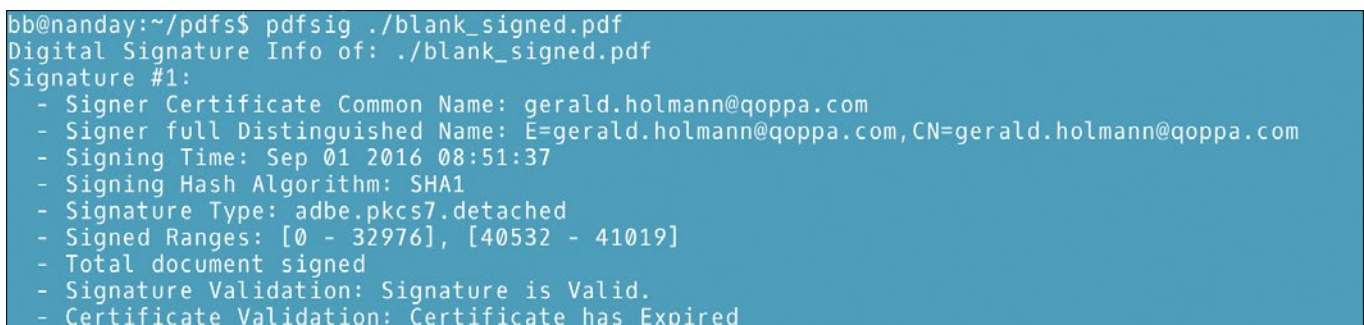 bb@nanday:~/pdfs$ pdfsig ./blank_signed.pdf
Digital Signature Info of: ./blank_signed.pdf
Signature #1:
  - Signer Certificate Common Name: gerald.holmann@qoppa.com
  - Signer full Distinguished Name: E=gerald.holmann@qoppa.com,CN=gerald.holmann@qoppa.com
  - Signing Time: Sep 01 2016 08:51:37
  - Signing Hash Algorithm: SHA1
  - Signature Type: adbe.pkcs7.detached
  - Signed Ranges: [0 - 32976], [40532 - 41019]
  - Total document signed
  - Signature Validation: Signature is Valid.
  - Certificate Validation: Certificate has Expired